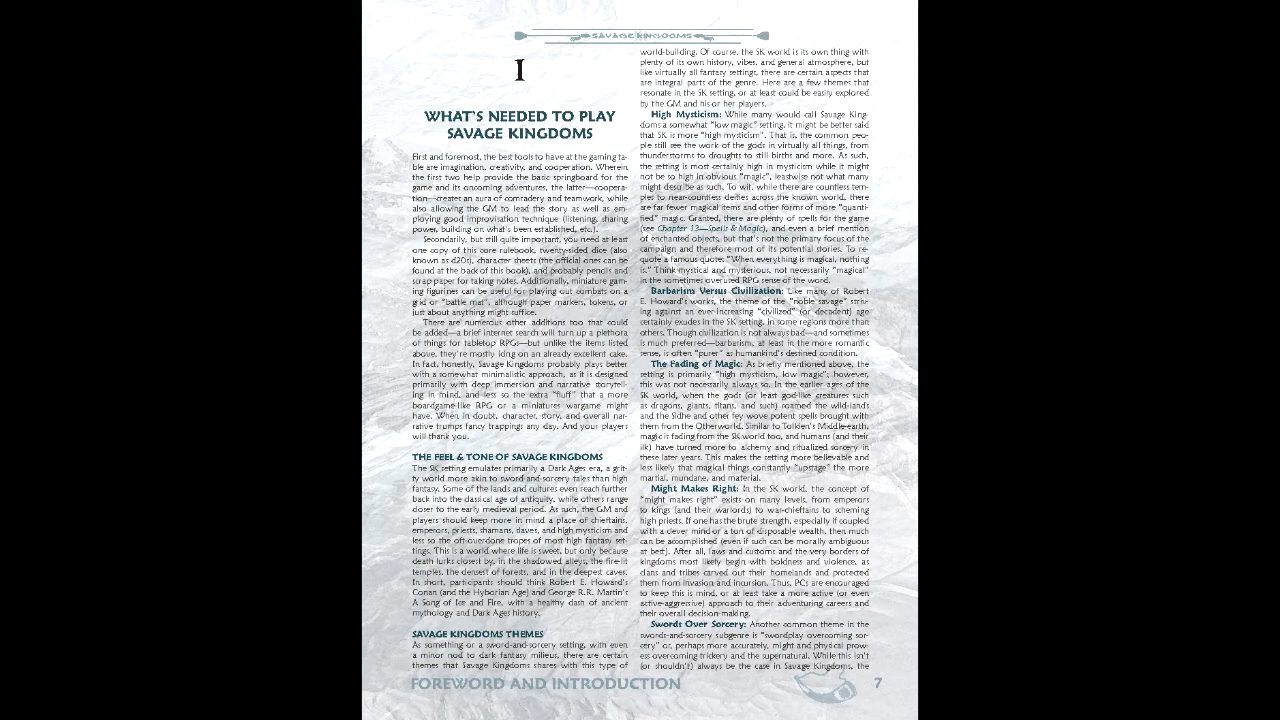 SAVAGE KINGDOMS
I
WHAT'S NEEDED TO PLAY
SAVAGE KINGDOMS
First and foremost, the best tools to have at the gaming ta-
ble are imagination, creativity, and cooperation. Wherein
the first two help provide the basic springboard for the
game and its oncoming adventures, the latter—coopera-
tion—creates an aura of comradery and teamwork, while
also allowing the GM to lead the story as well as em-
ploying good improvisation technique (listening, sharing
power, building on what's been established, etc.).
Secondarily, but still quite important, you need at least
one copy of this core rulebook, twenty-sided dice (also
known as d20s), character sheets (the official ones can be
found at the back of this book), and probably pencils and
scrap paper for taking notes. Additionally, miniature gam-
ing figurines can be useful for playing out combats on a
grid or "battle mat", although paper markers, tokens, or
just about anything might suffice.
There are numerous other additions too that could
be added—a brief internet search will turn up a plethora
of things for tabletop RPGs—but unlike the items listed
above, they're mostly icing on an already excellent cake.
In fact, honestly, Savage Kingdoms probably plays better
with a somewhat minimalistic approach, as it is designed
primarily with deep immersion and narrative storytell-
ing in mind, and less so the extra "fluff" that a more
boardgame-like RPG or a miniatures wargame might
have. When in doubt, character, story, and overall nar-
rative trumps fancy trappings any day. And your players
will thank you.
THE FEEL & TONE OF SAVAGE KINGDOMS
The SK setting emulates primarily a Dark Ages era, a grit-
ty world more akin to sword-and-sorcery tales than high
fantasy. Some of the lands and cultures even reach further
back into the classical age of antiquity, while others range
closer to the early medieval period. As such, the GM and
players should keep more in mind a place of chieftains,
emperors, priests, shamans, slaves, and high mysticism and
less so the oft-overdone tropes of most high fantasy set-
tings. This is a world where life is sweet, but only because
death lurks closest by, in the shadowed alleys, the fire-lit
temples, the densest of forests, and in the deepest caves.
In short, participants should think Robert E. Howard's
Conan (and the Hyborian Age) and George R.R. Martin's
A Song of Ice and Fire, with a healthy dash of ancient
mythology and Dark Ages history.
SAVAGE KINGDOMS THEMES
As something or a sword-and-sorcery setting, with even
a minor nod to dark fantasy milieus, there are certain
themes that Savage Kingdoms shares with this type of
world-building. Of course, the SK world is its own thing with
plenty of its own history, vibes, and general atmosphere, but
like virtually all fantasy settings, there are certain aspects that
are integral parts of the genre. Here are a few themes that
resonate in the SK setting, or at least could be easily explored
by the GM and his or her players.
High Mysticism: While many would call Savage King-
doms a somewhat "low magic" setting, it might be better said
that SK is more "high mysticism". That is, the common peo-
ple still see the work of the gods in virtually all things, from
thunderstorms to droughts to still births and more. As such,
the setting is most certainly high in mysticism while it might
not be so high in obvious "magic", leastwise not what many
might describe as such. To wit, while there are countless tem-
ples to near-countless deities across the known world, there
are far fewer magical items and other forms of more "quanti-
fied" magic. Granted, there are plenty of spells for the game
(see Chapter 13—Spells & Magic), and even a brief mention
of enchanted objects, but that's not the primary focus of the
campaign and therefore most of its potential stories. To re-
quote a famous quote: "When everything is magical, nothing
is." Think mystical and mysterious, not necessarily "magical"
in the sometimes overused RPG sense of the word.
Barbarism Versus Civilization: Like many of Robert
E. Howard's works, the theme of the "noble savage" striv-
ing against an ever-increasing "civilized" (or decadent) age
certainly exudes in the SK setting, in some regions more than
others. Though civilization is not always bad—and sometimes
is much preferred—barbarism, at least in the more romantic
sense, is often "purer" as humankind's destined condition.
The Fading of Magic: As briefly mentioned above, the
setting is primarily "high mysticism, low magic"; however,
this was not necessarily always so. In the earlier ages of the
SK world, when the gods (or least god-like creatures such
as dragons, giants, titans, and such) roamed the wild-lands
and the Sidhe and other fey wove potent spells brought with
them from the Otherworld. Similar to Tolkien's Middle-earth,
magic is fading from the SK world too, and humans (and their
ilk) have turned more to alchemy and ritualized sorcery in
these later years. This makes the setting more believable and
less likely that magical things constantly "upstage" the more
martial, mundane, and material.
Might Makes Right: In the SK world, the concept of
"might makes right" exists on many levels, from emperors
to kings (and their warlords) to war-chieftains to scheming
high priests. If one has the brute strength, especially if coupled
with a clever mind or a ton of disposable wealth, then much
can be accomplished (even if such can be morally ambiguous
at best). After all, laws and customs and the very borders of
kingdoms most likely begin with boldness and violence, as
clans and tribes carved out their homelands and protected
them from invasion and incursion. Thus, PCs are encouraged
to keep this is mind, or at least take a more active (or even
active-aggressive) approach to their adventuring careers and
their overall decision-making.
Swords Over Sorcery: Another common theme in the
swords-and-sorcery subgenre is "swordplay overcoming sor-
cery" or, perhaps more accurately, might and physical prow-
ess overcoming trickery and the supernatural. While this isn't
(or shouldn't) always be the case in Savage Kingdoms, the
FOREWORD AND INTRODUCTION
7